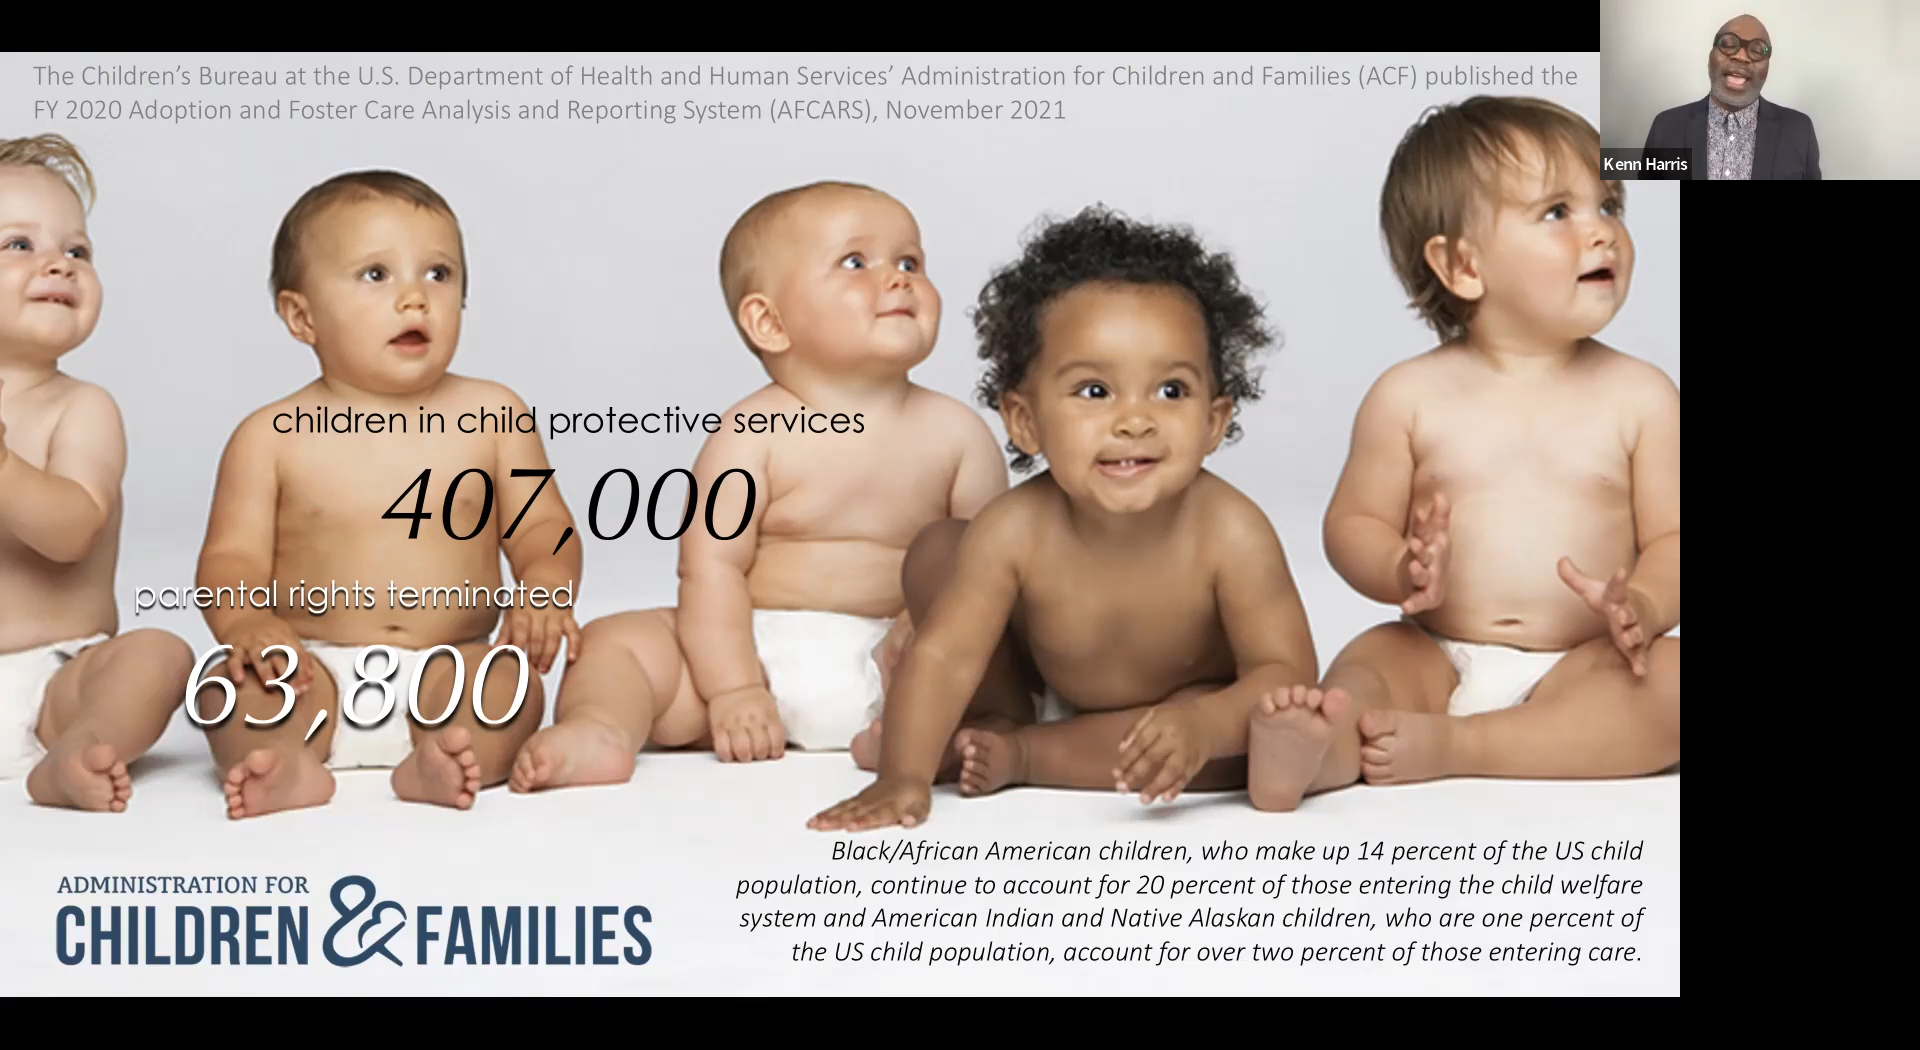 The Children’s Bureau at the U.S. Department of Health and Human Services’ Administration for Children and Families (ACF) published the
FY 2020 Adoption and Foster Care Analysis and Reporting System (AFCARS), November 2021
Kenn Harris
children in child protective services
407,000
parental rights terminated
63,800
Black/African American children, who make up 14 percent of the US child
population, continue to account for 20 percent of those entering the child welfare
system and American Indian and Native Alaskan children, who are one percent of
the US child population, account for over two percent of those entering care.
ADMINISTRATION FOR
CHILDREN & FAMILIES